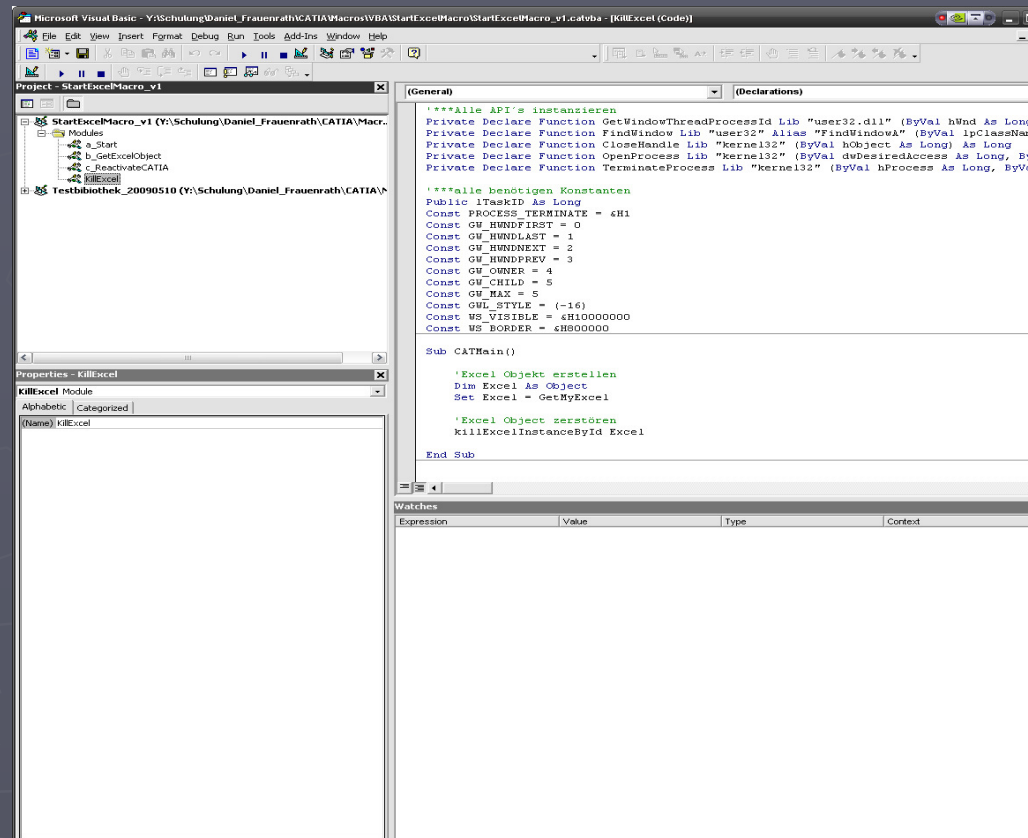 Microsoft Visual Basic - Y:\Schulung\Daniel_Frauenrath\CATIA\Macros\VBA\StartExcelMacro\StartExcelMacro_v1.catvba - [KillExcel (Code)]
File Edit View Insert Format Debug Run Tools Add-Ins Window Help
Project - StartExcelMacro_v1
StartExcelMacro_v1 (Y:\Schulung\Daniel_Frauenrath\CATIA\Macr..
Modules
a_Start
b_GetExcelObject
c_ReactivateCATIA
KillExcel
Testbibiothek_20090510 (Y:\Schulung\Daniel_Frauenrath\CATIA\
Properties - KillExcel
KillExcel Module
Alphabetic Categorized
(Name) KillExcel
(General) (Declarations)
'***Alle API´s instanzieren
Private Declare Function GetWindowThreadProcessId Lib "user32.dll" (ByVal hWnd As Long
Private Declare Function FindWindow Lib "user32" Alias "FindWindowA" (ByVal lpClassNam
Private Declare Function CloseHandle Lib "kernel32" (ByVal hObject As Long) As Long
Private Declare Function OpenProcess Lib "kernel32" (ByVal dwDesiredAccess As Long, By
Private Declare Function TerminateProcess Lib "kernel32" (ByVal hProcess As Long, ByVa
'***alle benötigen Konstanten
Public lTaskID As Long
Const PROCESS_TERMINATE = &H1
Const GW_HWNDFIRST = 0
Const GW_HWNDLAST = 1
Const GW_HWNDNEXT = 2
Const GW_HWNDPREV = 3
Const GW_OWNER = 4
Const GW_CHILD = 5
Const GW_MAX = 5
Const GWL_STYLE = (-16)
Const WS_VISIBLE = &H10000000
Const WS_BORDER = &H800000
Sub CATMain()
'Excel Objekt erstellen
Dim Excel As Object
Set Excel = GetMyExcel
'Excel Object zerstören
killExcelInstanceById Excel
End Sub
Watches
Expression Value Type Context